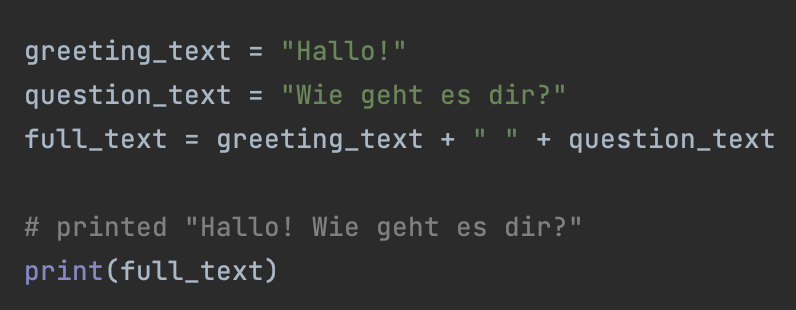 greeting_text = "Hallo!"
question_text = "Wie geht es dir?"
full_text = greeting_text + " " + question_text
# printed "Hallo! Wie geht es dir?"
print(full_text)